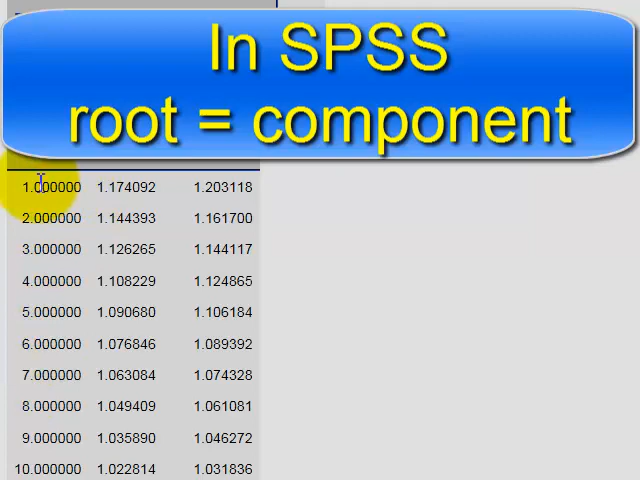 In SPSS
root = component
1.000000 1.174092 1.203118
2.000000 1.144393 1.161700
3.000000 1.126265 1.144117
4.000000 1.108229 1.124865
5.000000 1.090680 1.106184
6.000000 1.076846 1.089392
7.000000 1.063084 1.074328
8.000000 1.049409 1.061081
9.000000 1.035890 1.046272
10.000000 1.022814 1.031836